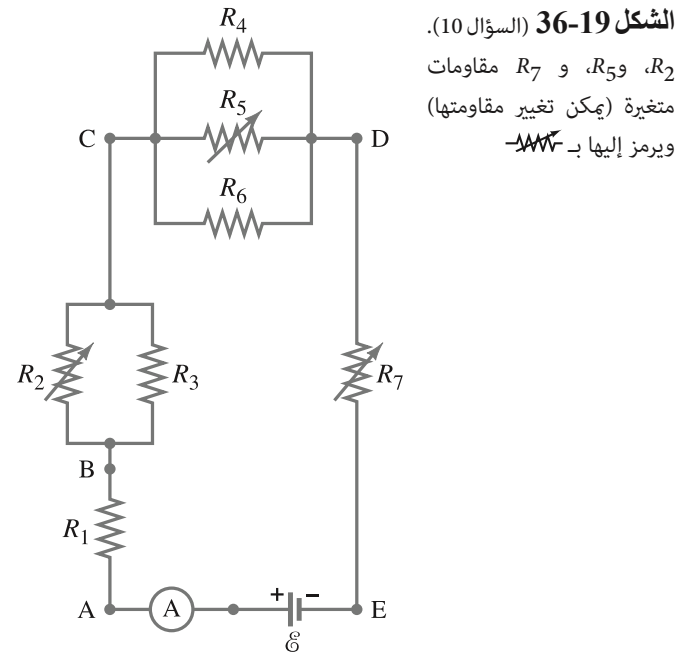 الشكل 19-36 (السؤال 10).
R2، وR5، و R7 مقاومات
متغيرة (يمكن تغيير مقاومتها)
ويرمز إليها بـ
R4
R5
C
D
R6
R2
R3
R7
B
R1
A
A
+
−
E
ℰ